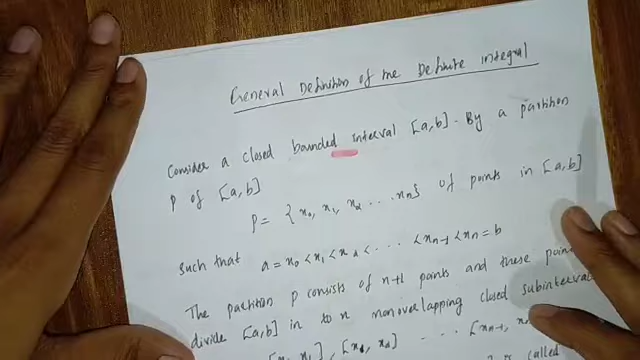 General Definition of the Definite Integral
Consider a closed bounded interval [a,b]. By a partition
P of [a,b]
P = {x₀, x₁, x₂ ... xₙ} of points in [a,b]
such that a = x₀ < x₁ < x₂ < ... < xₙ₋₁ < xₙ = b
The partition P consists of n+1 points and these points
divide [a,b] in to n nonoverlapping closed subintervals
x₁], [x₁, x₂] .... [xₙ₋₁,
called